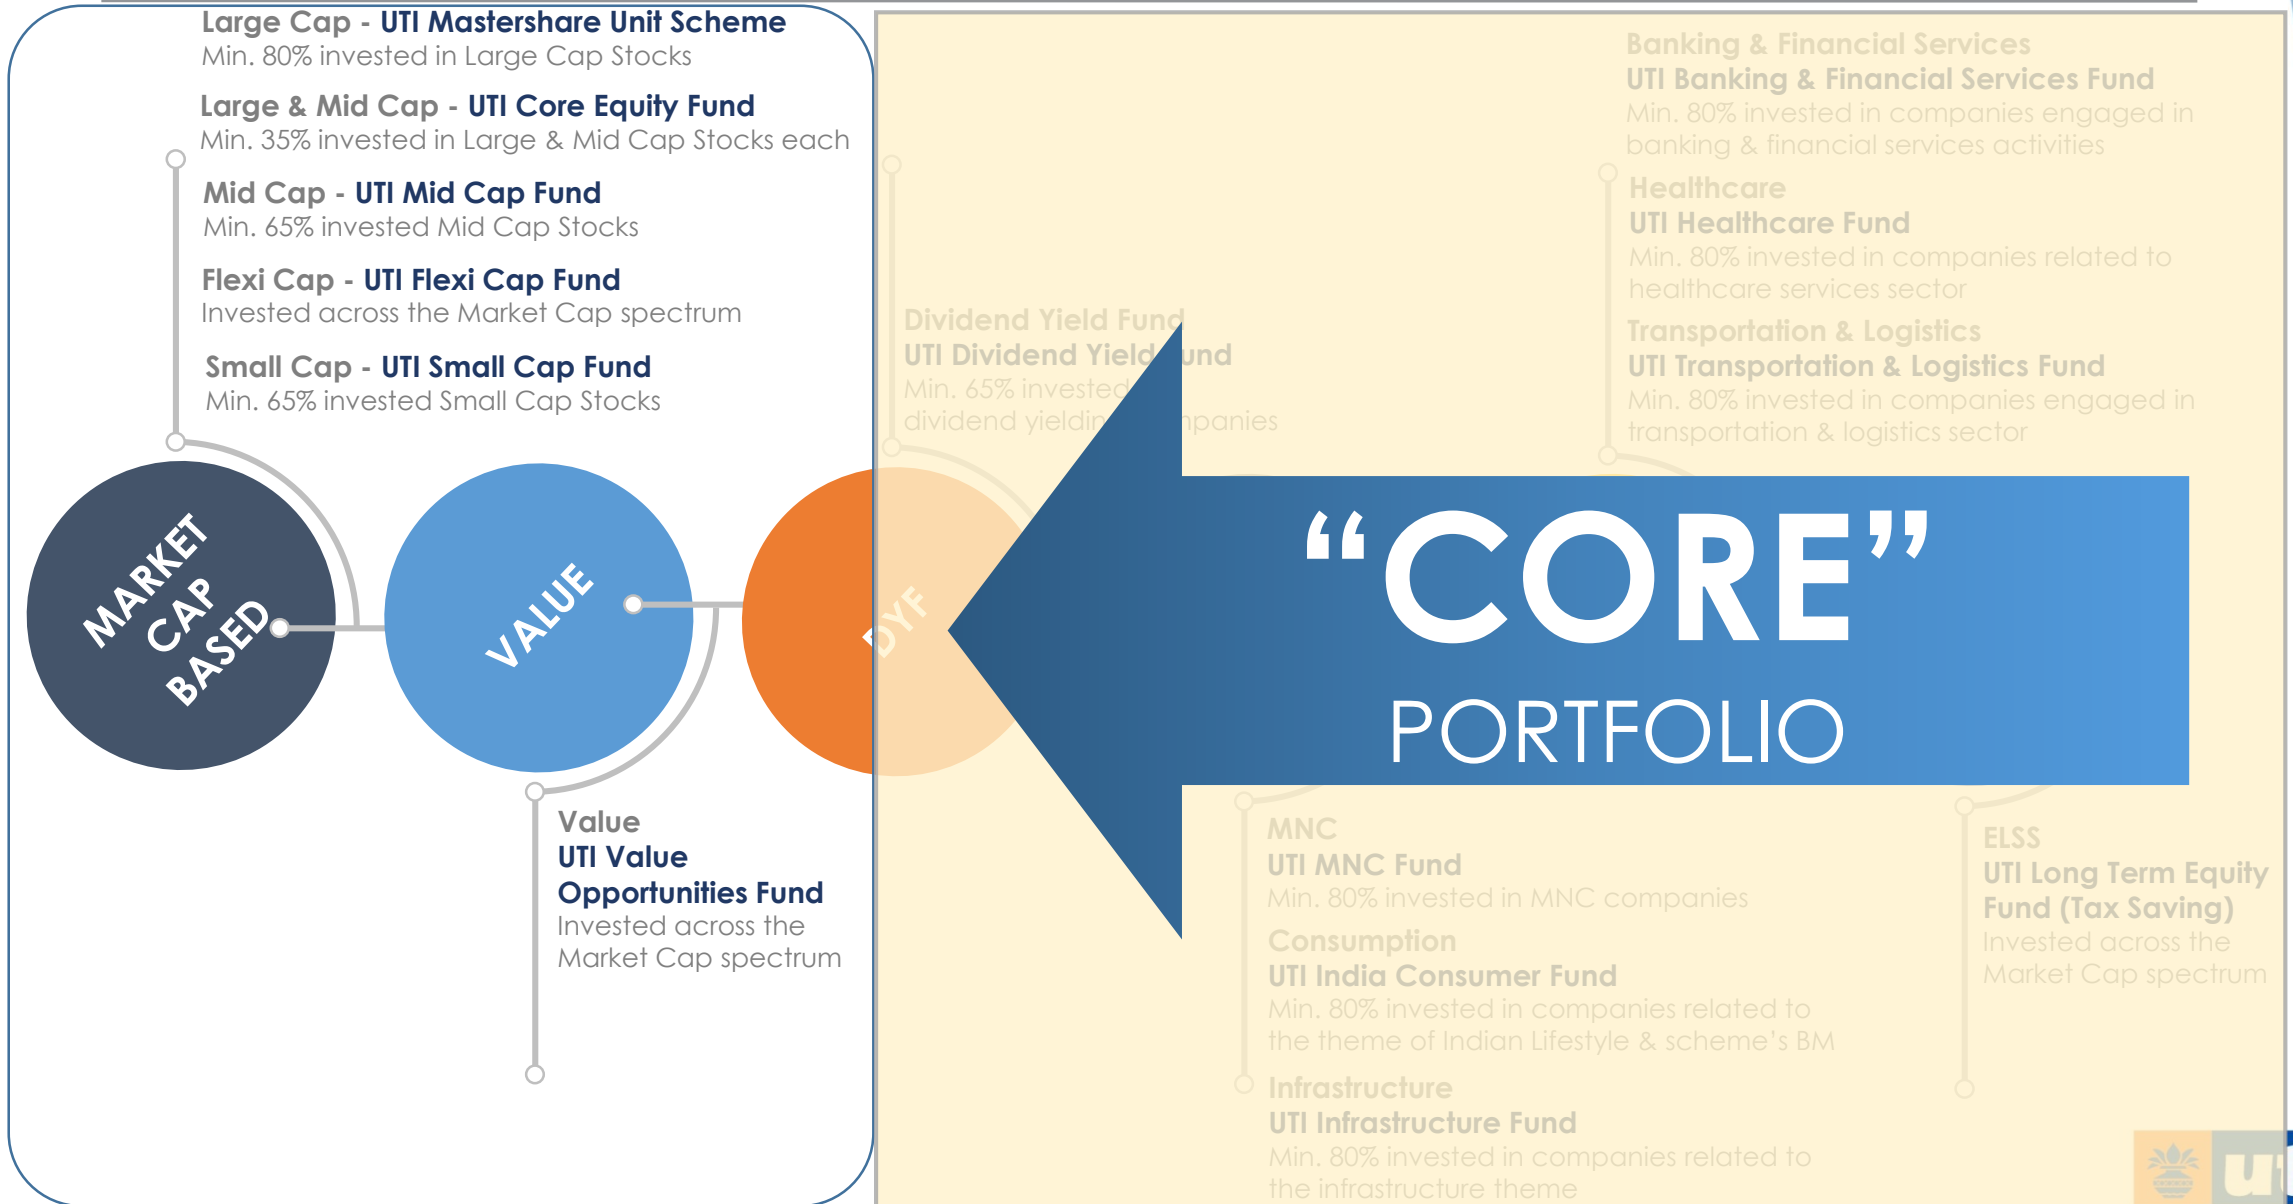 Large Cap - UTI Mastershare Unit Scheme
Min. 80% invested in Large Cap Stocks
Large & Mid Cap - UTI Core Equity Fund
Min. 35% invested in Large & Mid Cap Stocks each
Mid Cap - UTI Mid Cap Fund
Min. 65% invested Mid Cap Stocks
Flexi Cap - UTI Flexi Cap Fund
Invested across the Market Cap spectrum
Small Cap - UTI Small Cap Fund
Min. 65% invested Small Cap Stocks
MARKET
CAP
BASED
VALUE
DYF
Value
UTI Value
Opportunities Fund
Invested across the
Market Cap spectrum
Dividend Yield Fund
UTI Dividend Yield
Min. 65% invested
dividend
“CORE”
PORTFOLIO
Banking & Financial Services
UTI Banking & Financial Services Fund
Min. 80% invested in companies engaged in
banking & financial services activities
Healthcare
UTI Healthcare Fund
Min. 80% invested in companies related to
healthcare services sector
Transportation & Logistics
UTI Transportation & Logistics Fund
Min. 80% invested in companies engaged in
transportation & logistics sector
MNC
UTI MNC Fund
Min. 80% invested in MNC companies
Consumption
UTI India Consumer Fund
Min. 80% invested in companies related to
the theme of Indian Lifestyle & scheme’s BM
Infrastructure
UTI Infrastructure Fund
Min. 80% invested in companies related to
the infrastructure theme
ELSS
UTI Long Term Equity
Fund (Tax Saving)
Invested across the
Market Cap spectrum